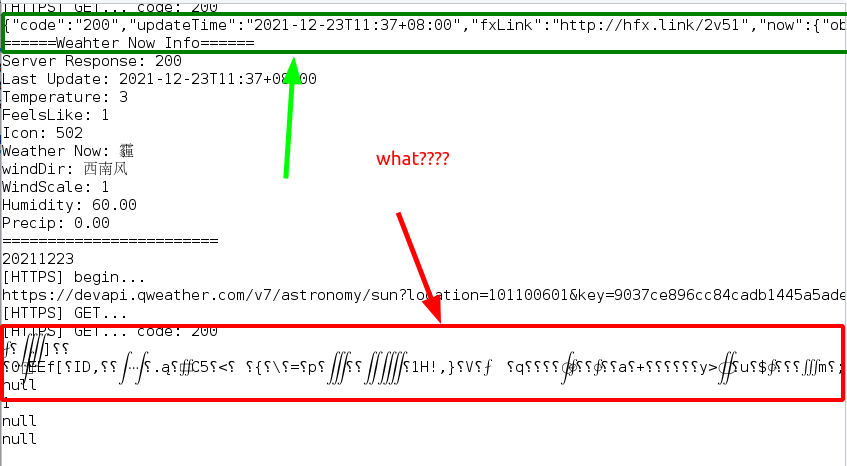 [HTTPS] GET... code: 200
{"code":"200","updateTime":"2021-12-23T11:37+08:00","fxLink":"http://hfx.link/2v51","now":{"ob
======Weahter Now Info======
Server Response: 200
Last Update: 2021-12-23T11:37+08:00
Temperature: 3
FeelsLike: 1
Icon: 502
Weather Now: 霾
what????
windDir: 西南风
WindScale: 1
Humidity: 60.00
Precip: 0.00
========================
20211223
[HTTPS] begin...
https://devapi.qweather.com/v7/astronomy/sun?location=101100601&key=9037ce896cc84cadb1445a5ade
[HTTPS] GET...
[HTTPS] GET... code: 200
null
1
null
null